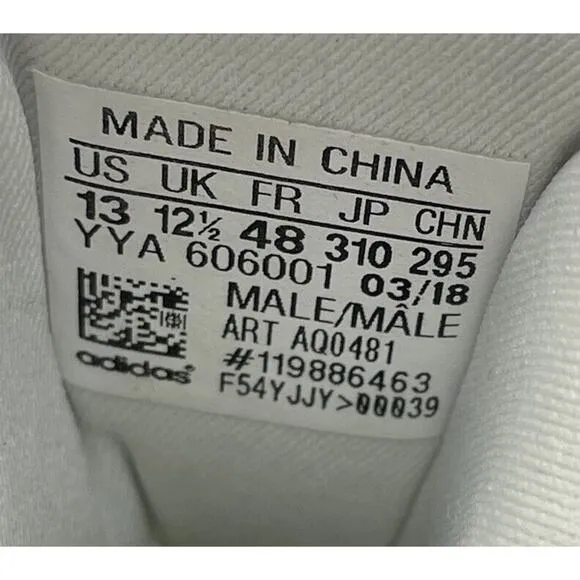 MADE IN CHINA
US UK FR JP CHN
13 12½ 48 310 295
YYA 606001 03/18
MALE/MÂLE
ART AQ0481
#119886463
F54YJJY>00039
adidas